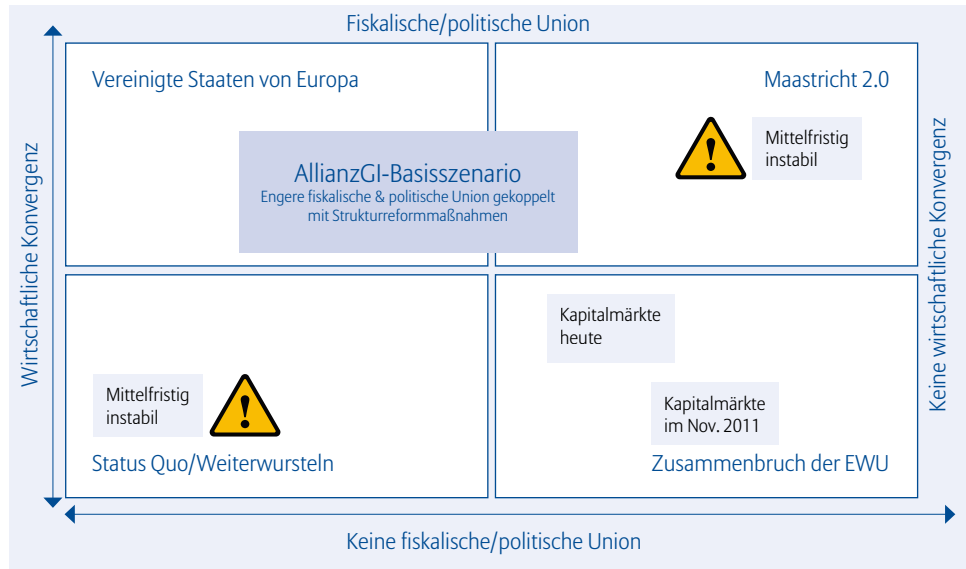 Fiskalische/politische Union
Wirtschaftliche Konvergenz
Vereinigte Staaten von Europa
Maastricht 2.0
Mittelfristig
instabil
AllianzGI-Basisszenario
Engere fiskalische & politische Union gekoppelt
mit Strukturreformmaßnahmen
Keine wirtschaftliche Konvergenz
Kapitalmärkte
heute
Mittelfristig
instabil
Kapitalmärkte
im Nov. 2011
Status Quo/Weiterwursteln
Zusammenbruch der EWU
Keine fiskalische/politische Union